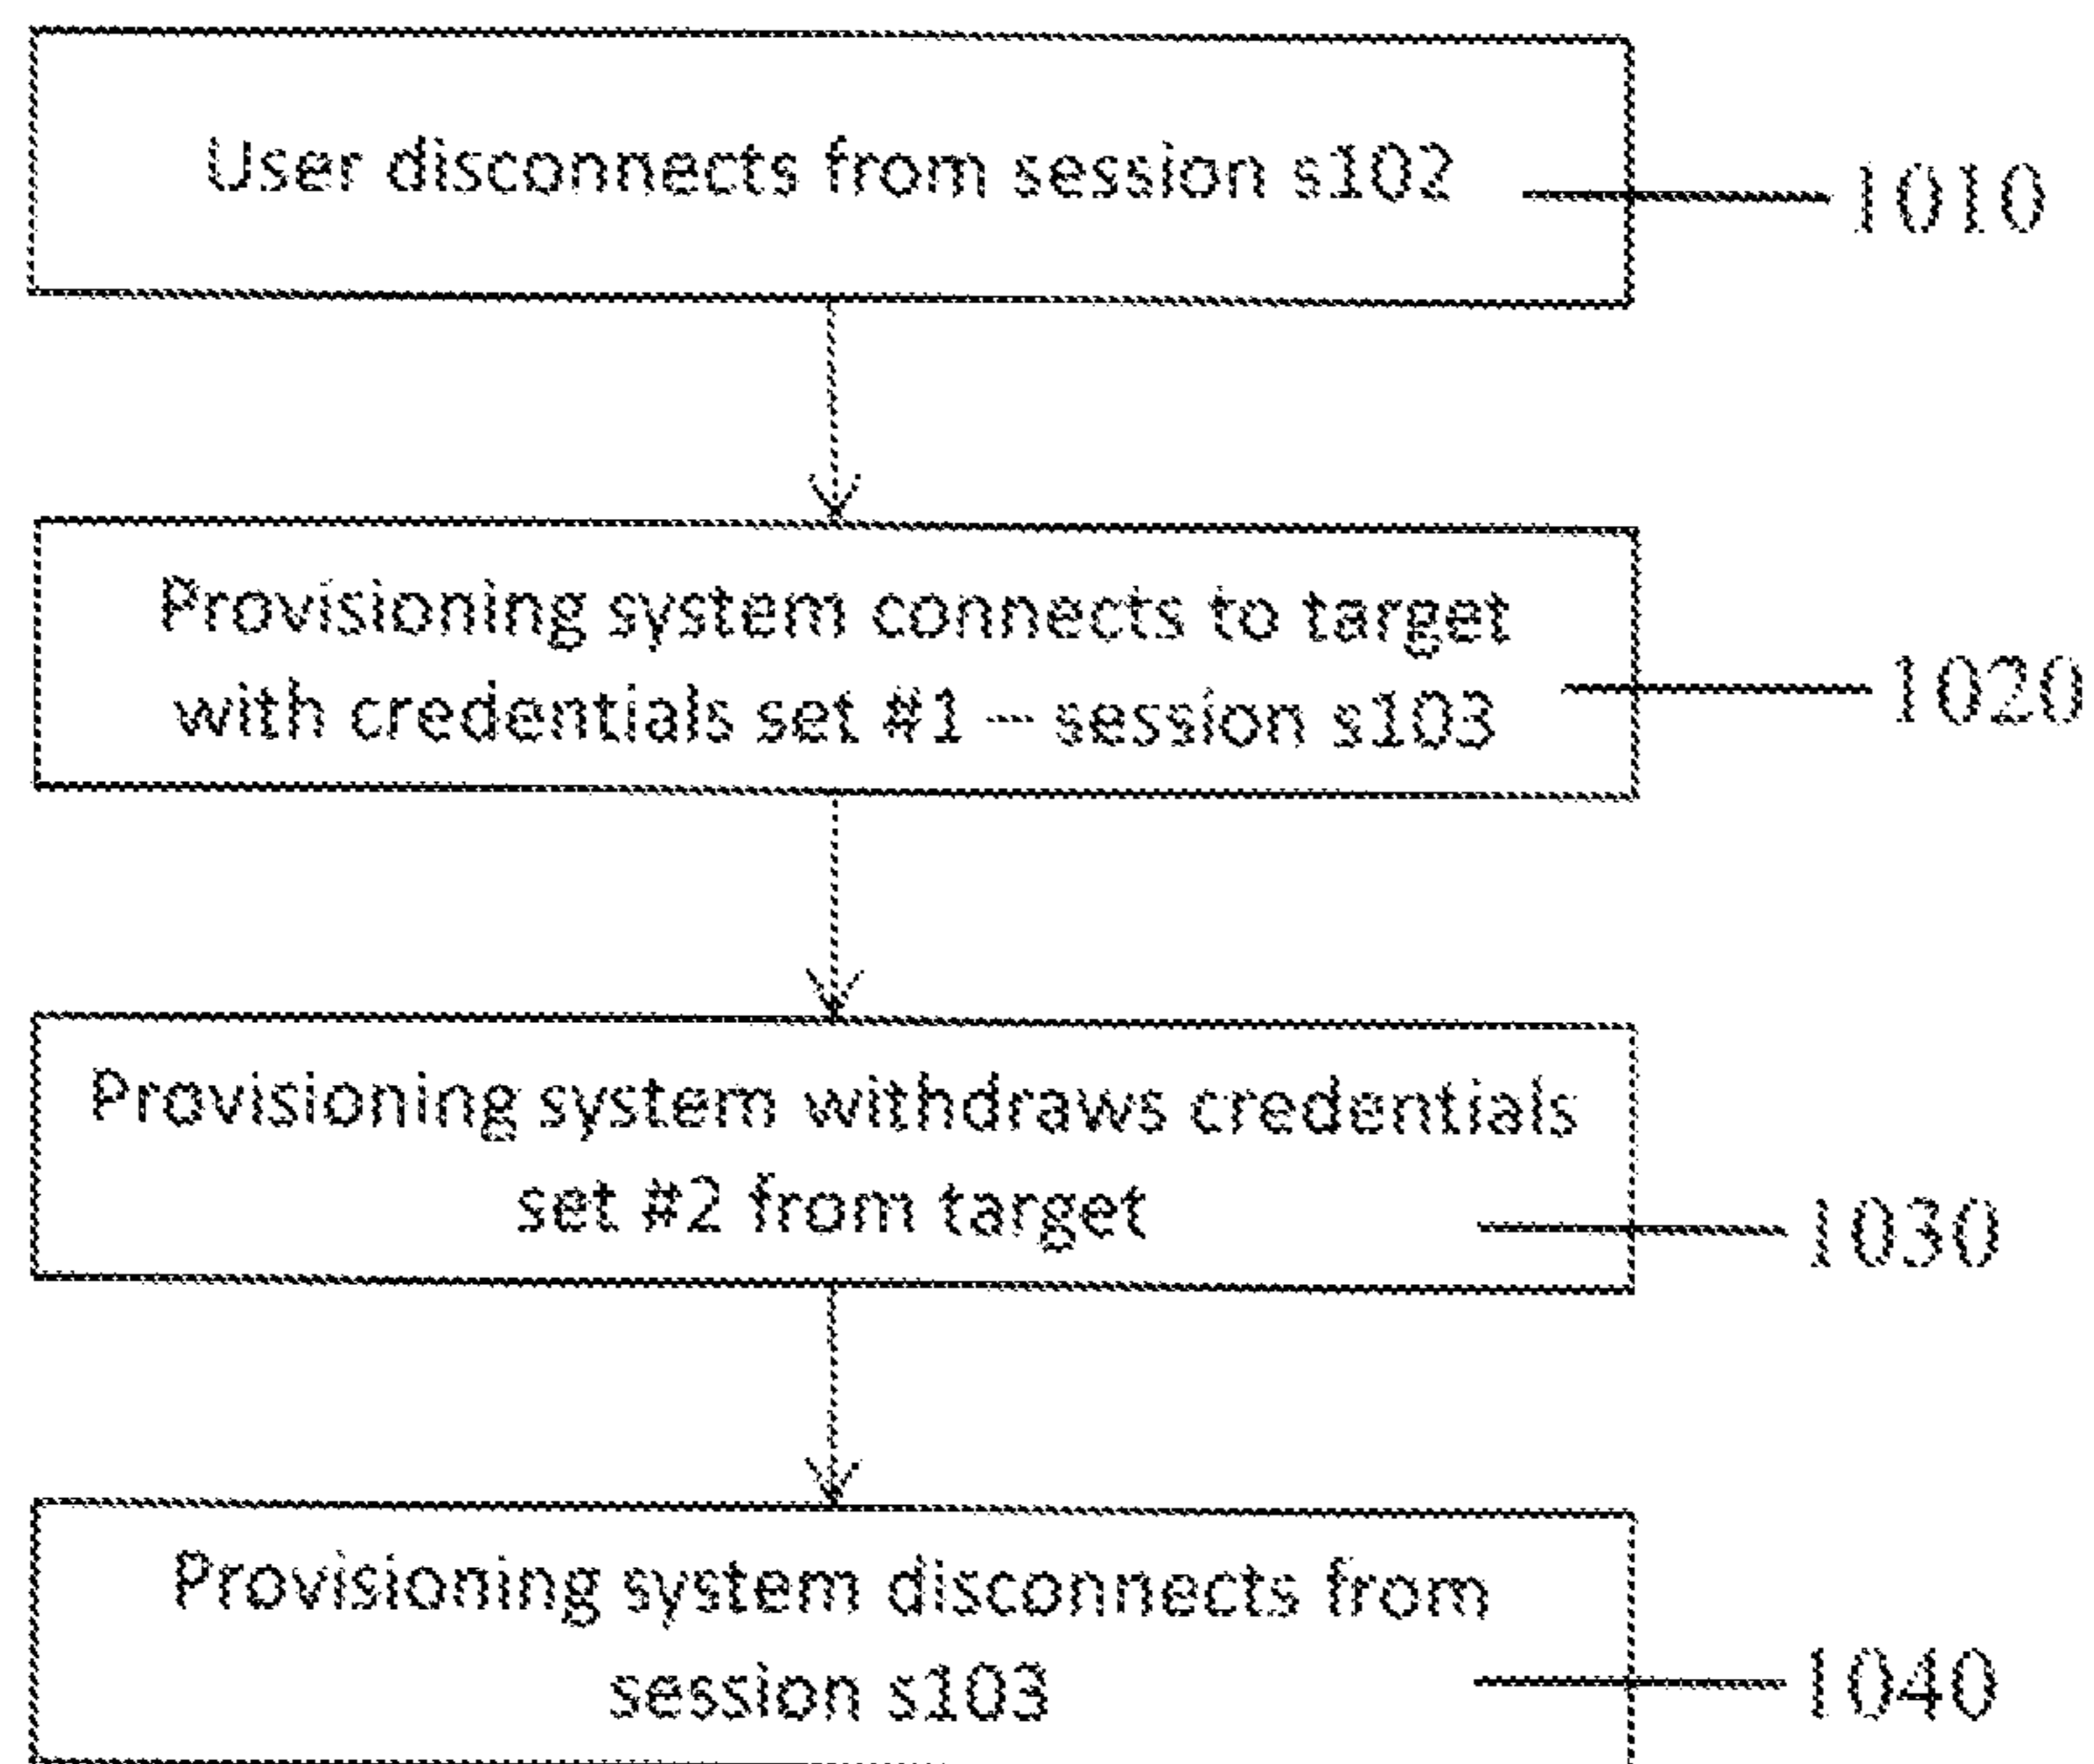 User disconnects from session s102
1010
Provisioning system connects to target
with credentials set #1 – session s103
1020
Provisioning system withdraws credentials
set #2 from target
1030
Provisioning system disconnects from
session s103
1040